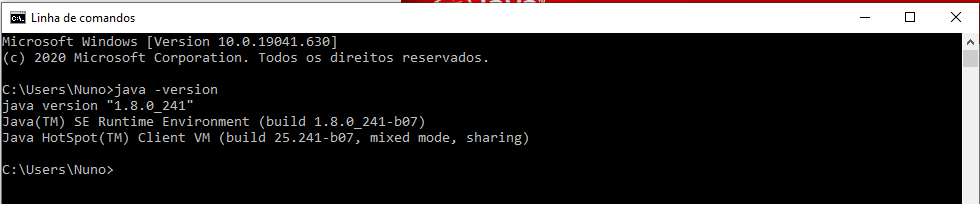 Linha de comandos
Microsoft Windows [Version 10.0.19041.630]
(c) 2020 Microsoft Corporation. Todos os direitos reservados.
C:\Users\Nuno>java -version
java version "1.8.0_241"
Java(TM) SE Runtime Environment (build 1.8.0_241-b07)
Java HotSpot(TM) Client VM (build 25.241-b07, mixed mode, sharing)
C:\Users\Nuno>